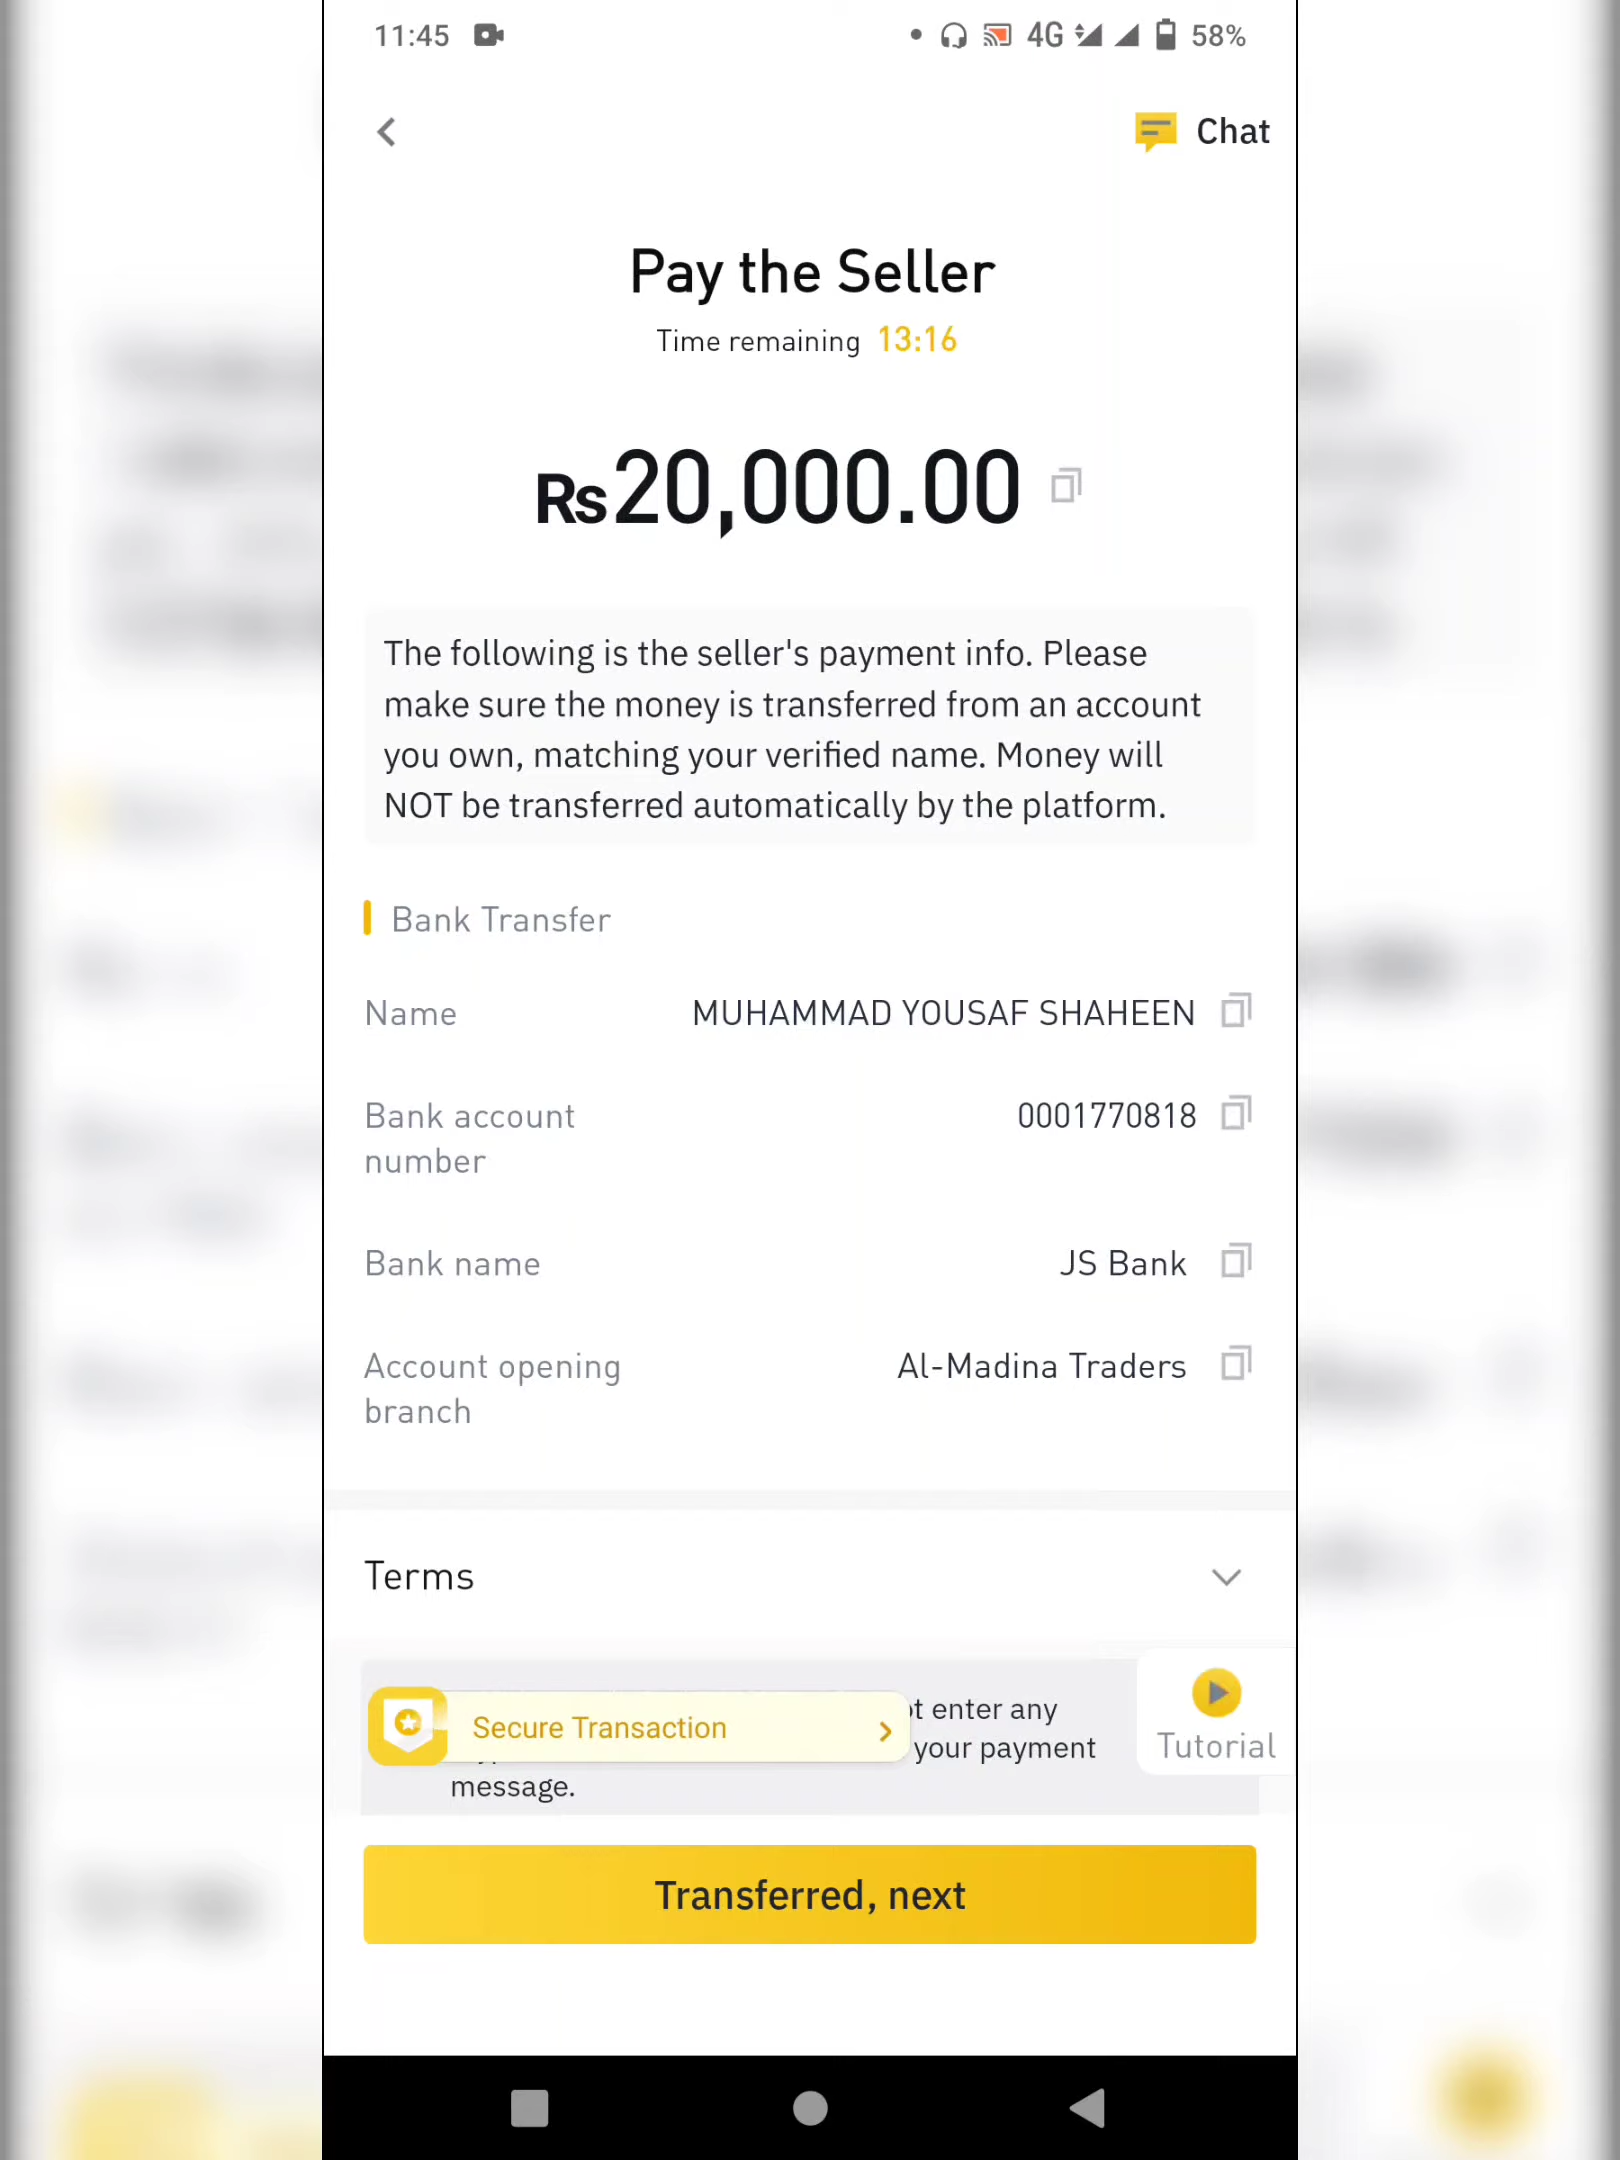 11:45 4G 58%
Chat
Pay the Seller
Time remaining 13:16
Rs20,000.00
The following is the seller's payment info. Please
make sure the money is transferred from an account
you own, matching your verified name. Money will
NOT be transferred automatically by the platform.
Bank Transfer
Name MUHAMMAD YOUSAF SHAHEEN
Bank account
number
0001770818
Bank name JS Bank
Account opening
branch
Al-Madina Traders
Terms
enter any
Secure Transaction
your payment
message.
Tutorial
Transferred, next